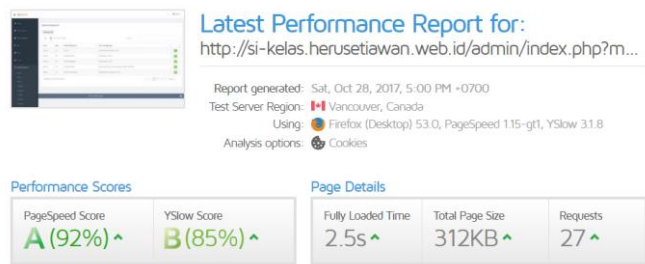 Latest Performance Report for:
http://si-kelas.herusetiawan.web.id/admin/index.php?m...
Report generated: Sat, Oct 28, 2017, 5:00 PM +0700
Test Server Region: Vancouver, Canada
Using: Firefox (Desktop) 53.0, PageSpeed 1.15-gt1, YSlow 3.1.8
Analysis options: Cookies
Performance Scores
Page Details
PageSpeed Score
YSlow Score
Fully Loaded Time
Total Page Size
Requests
A (92%)
B (85%)
2.5s
312KB
27